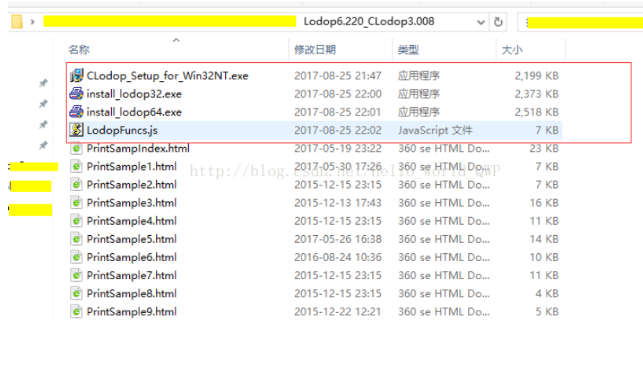 Lodop6.220_CLodop3.008
名称 修改日期 类型 大小
CLodop_Setup_for_Win32NT.exe 2017-08-25 21:47 应用程序 2,199 KB
install_lodop32.exe 2017-08-25 22:00 应用程序 2,373 KB
install_lodop64.exe 2017-08-25 22:01 应用程序 2,518 KB
LodopFuncs.js 2017-08-25 22:02 JavaScript 文件 7 KB
PrintSampIndex.html 2017-05-19 23:22 360 se HTML Do... 23 KB
PrintSample1.html 2017-05-30 17:26 360 se HTML Do... 7 KB
http://blog.csdn.net/hello_world_QWP
PrintSample2.html 2015-12-15 23:15 360 se HTML Do... 7 KB
PrintSample3.html 2015-12-13 17:43 360 se HTML Do... 16 KB
PrintSample4.html 2015-12-15 23:15 360 se HTML Do... 11 KB
PrintSample5.html 2017-05-26 16:38 360 se HTML Do... 14 KB
PrintSample6.html 2016-08-24 10:36 360 se HTML Do... 10 KB
PrintSample7.html 2015-12-15 23:15 360 se HTML Do... 11 KB
PrintSample8.html 2015-12-15 23:15 360 se HTML Do... 4 KB
PrintSample9.html 2015-12-22 12:21 360 se HTML Do... 5 KB